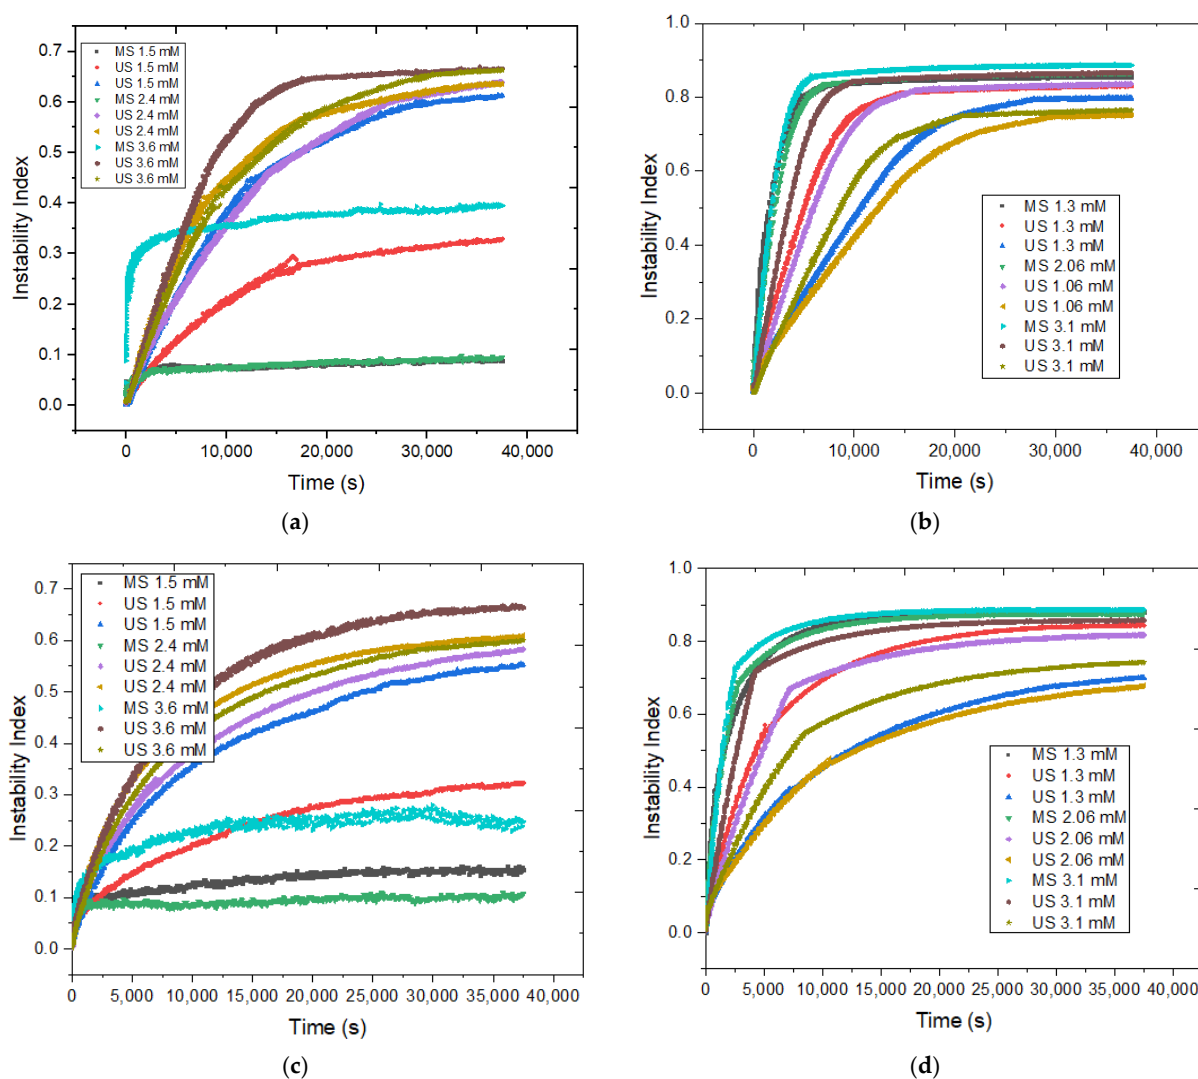 0.7
0.6
0.5
0.4
0.3
0.2
0.1
0.0
Instability Index
MS 1.5 mM
US 1.5 mM
US 1.5 mM
MS 2.4 mM
US 2.4 mM
US 2.4 mM
MS 3.6 mM
US 3.6 mM
US 3.6 mM
0 10,000 20,000 30,000 40,000
Time (s)
(a)
1.0
0.8
0.6
0.4
0.2
0.0
Instability Index
MS 1.3 mM
US 1.3 mM
US 1.3 mM
MS 2.06 mM
US 1.06 mM
US 1.06 mM
MS 3.1 mM
US 3.1 mM
US 3.1 mM
0 10,000 20,000 30,000 40,000
Time (s)
(b)
0.7
0.6
0.5
0.4
0.3
0.2
0.1
0.0
Instability Index
MS 1.5 mM
US 1.5 mM
US 1.5 mM
MS 2.4 mM
US 2.4 mM
US 2.4 mM
MS 3.6 mM
US 3.6 mM
US 3.6 mM
0 5,000 10,000 15,000 20,000 25,000 30,000 35,000 40,000
Time (s)
(c)
1.0
0.8
0.6
0.4
0.2
0.0
Instability Index
MS 1.3 mM
US 1.3 mM
US 1.3 mM
MS 2.06 mM
US 2.06 mM
US 2.06 mM
MS 3.1 mM
US 3.1 mM
US 3.1 mM
0 5,000 10,000 15,000 20,000 25,000 30,000 35,000 40,000
Time (s)
(d)